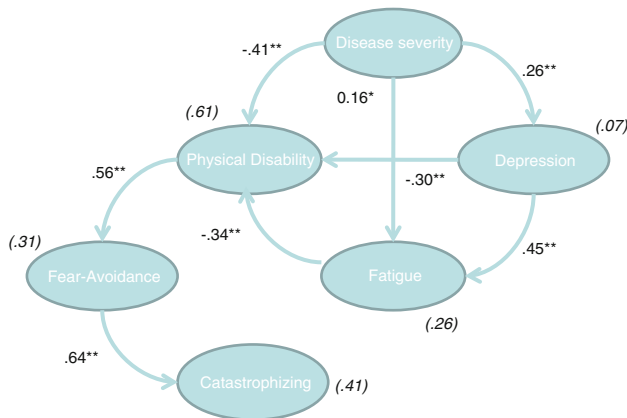 Disease severity
-.41**
.26**
0.16*
(.61)
(.07)
Physical Disability
Depression
.56**
-.30**
-.34**
.45**
(.31)
Fear-Avoidance
Fatigue
(.26)
.64**
Catastrophizing
(.41)